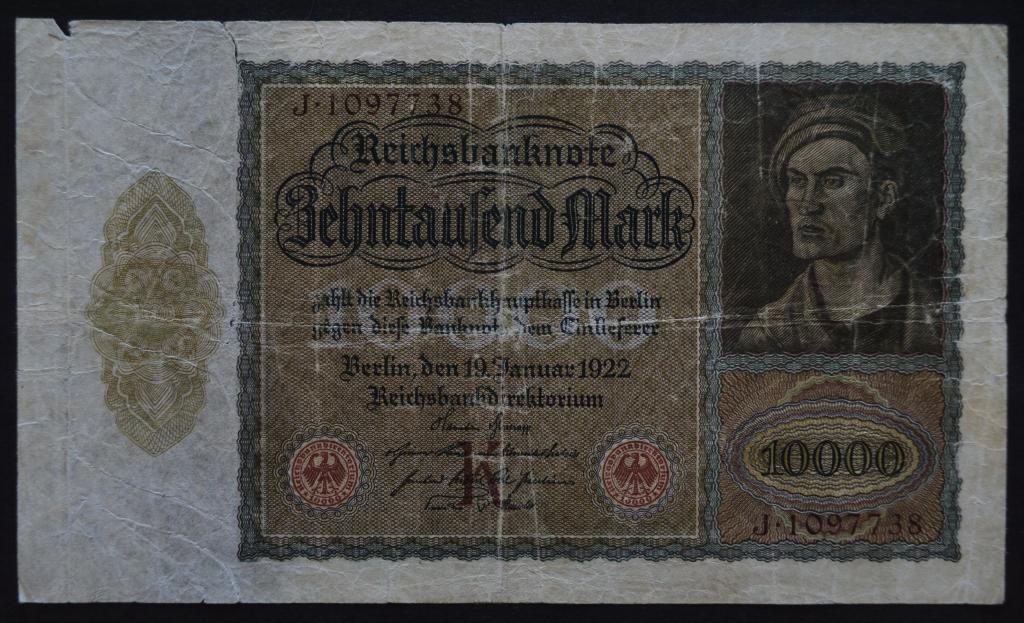 J·1097738
Reichsbanknote
Zehntauſend Mark
zahlt die Reichsbankhauptkaſſe in Berlin
gegen dieſe Banknote dem Einlieferer
Berlin, den 19. Januar 1922
Reichsbankdirektorium
K
10000
J·1097738